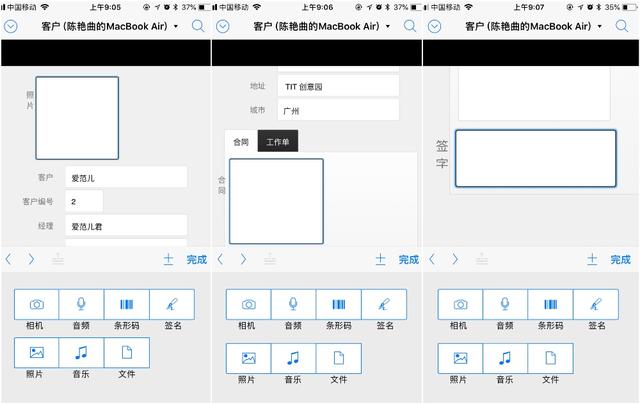 中国移动 上午9:05 37%
客户 (陈艳曲的MacBook Air)
照片
客户 爱范儿
客户编号 2
经理 爱范儿君
完成
相机 音频 条形码 签名
照片 音乐 文件
中国移动 上午9:06 37%
客户 (陈艳曲的MacBook Air)
地址 TIT 创意园
城市 广州
合同 工作单
合同
完成
相机 音频 条形码 签名
照片 音乐 文件
中国移动 上午9:07 35%
客户 (陈艳曲的MacBook Air)
签字
完成
相机 音频 条形码 签名
照片 音乐 文件